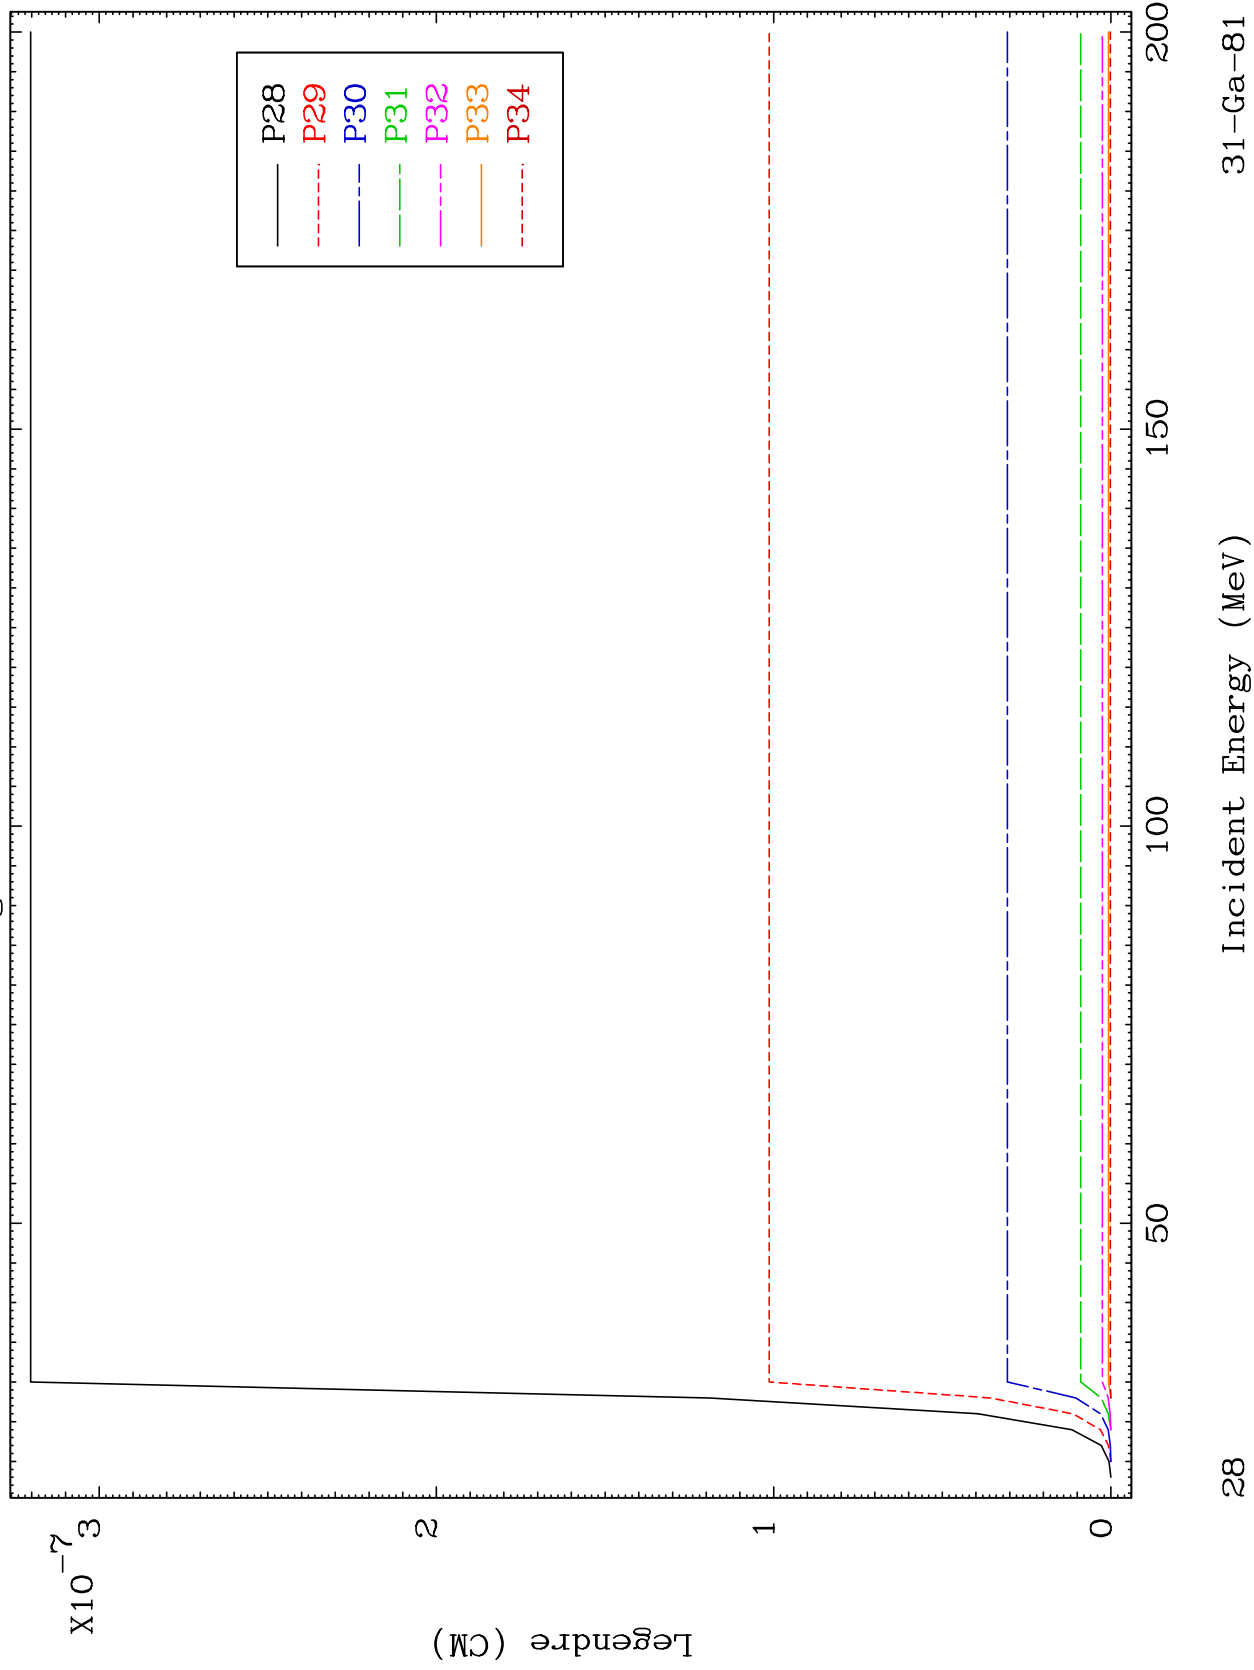 X10-7
3
2
1
0
Legendre (CM)
P28
P29
P30
P31
P32
P33
P34
50
100
150
200
Incident Energy (MeV)
28
31-Ga-81